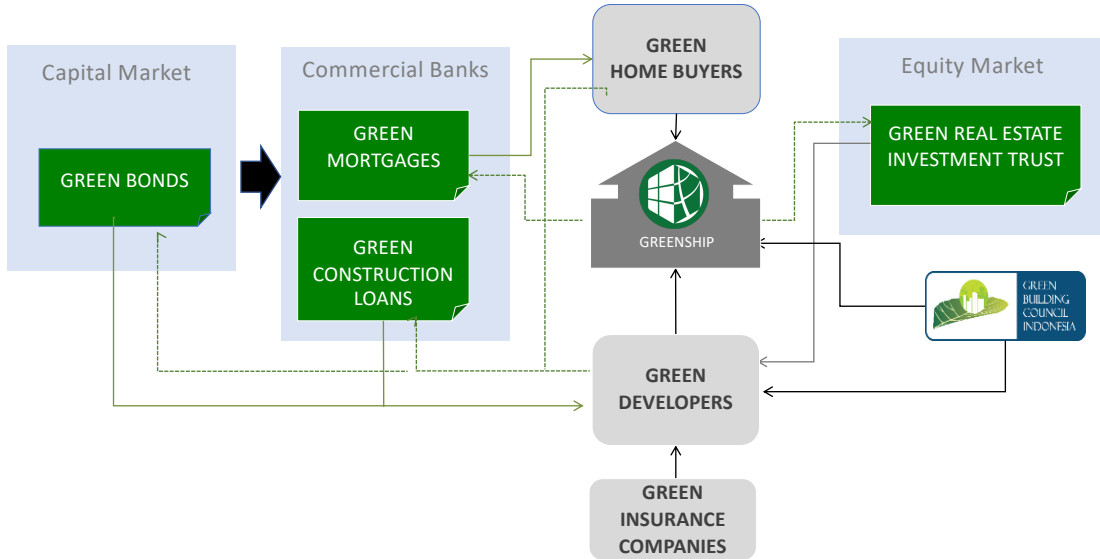 Capital Market
GREEN BONDS
Commercial Banks
GREEN
MORTGAGES
GREEN
CONSTRUCTION
LOANS
GREEN
HOME BUYERS
GREENSHIP
GREEN
DEVELOPERS
GREEN
INSURANCE
COMPANIES
Equity Market
GREEN REAL ESTATE
INVESTMENT TRUST
GREEN
BUILDING
COUNCIL
INDONESIA